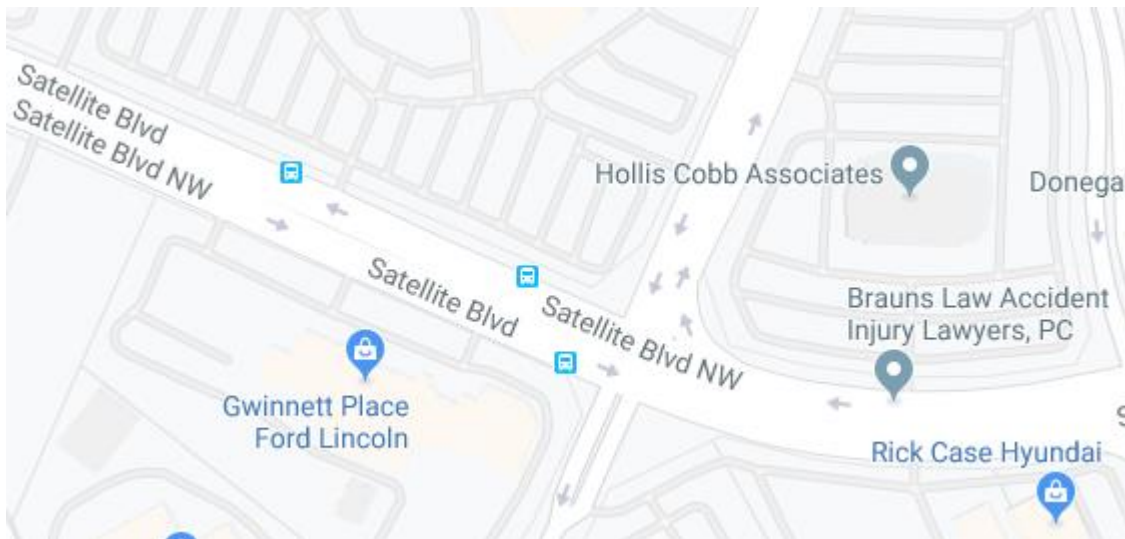 Satellite Blvd
Satellite Blvd NW
Hollis Cobb Associates
Donega
Satellite Blvd
Satellite Blvd NW
Brauns Law Accident
Injury Lawyers, PC
Gwinnett Place
Ford Lincoln
Rick Case Hyundai
S